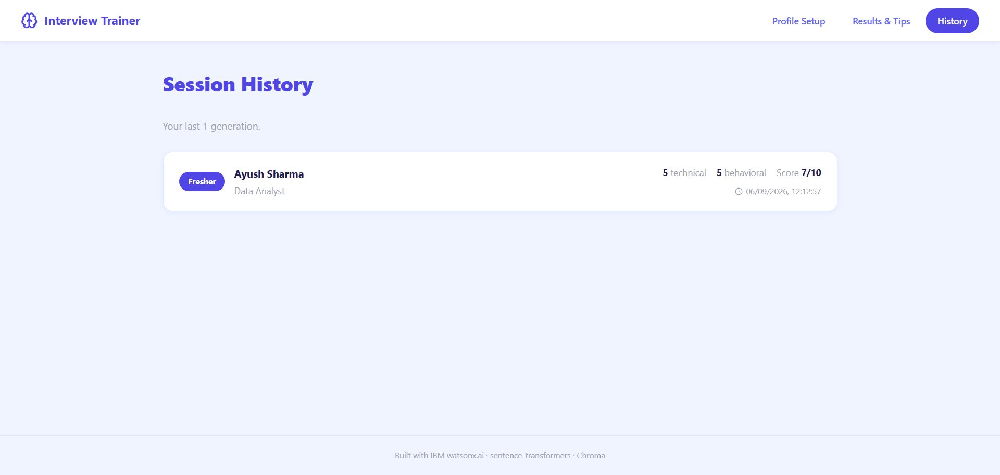 Interview Trainer
Profile Setup
Results & Tips
History
Session History
Your last 1 generation.
Fresher
Ayush Sharma
Data Analyst
5 technical 5 behavioral Score 7/10
06/09/2026, 12:12:57
Built with IBM watsonx.ai · sentence-transformers · Chroma